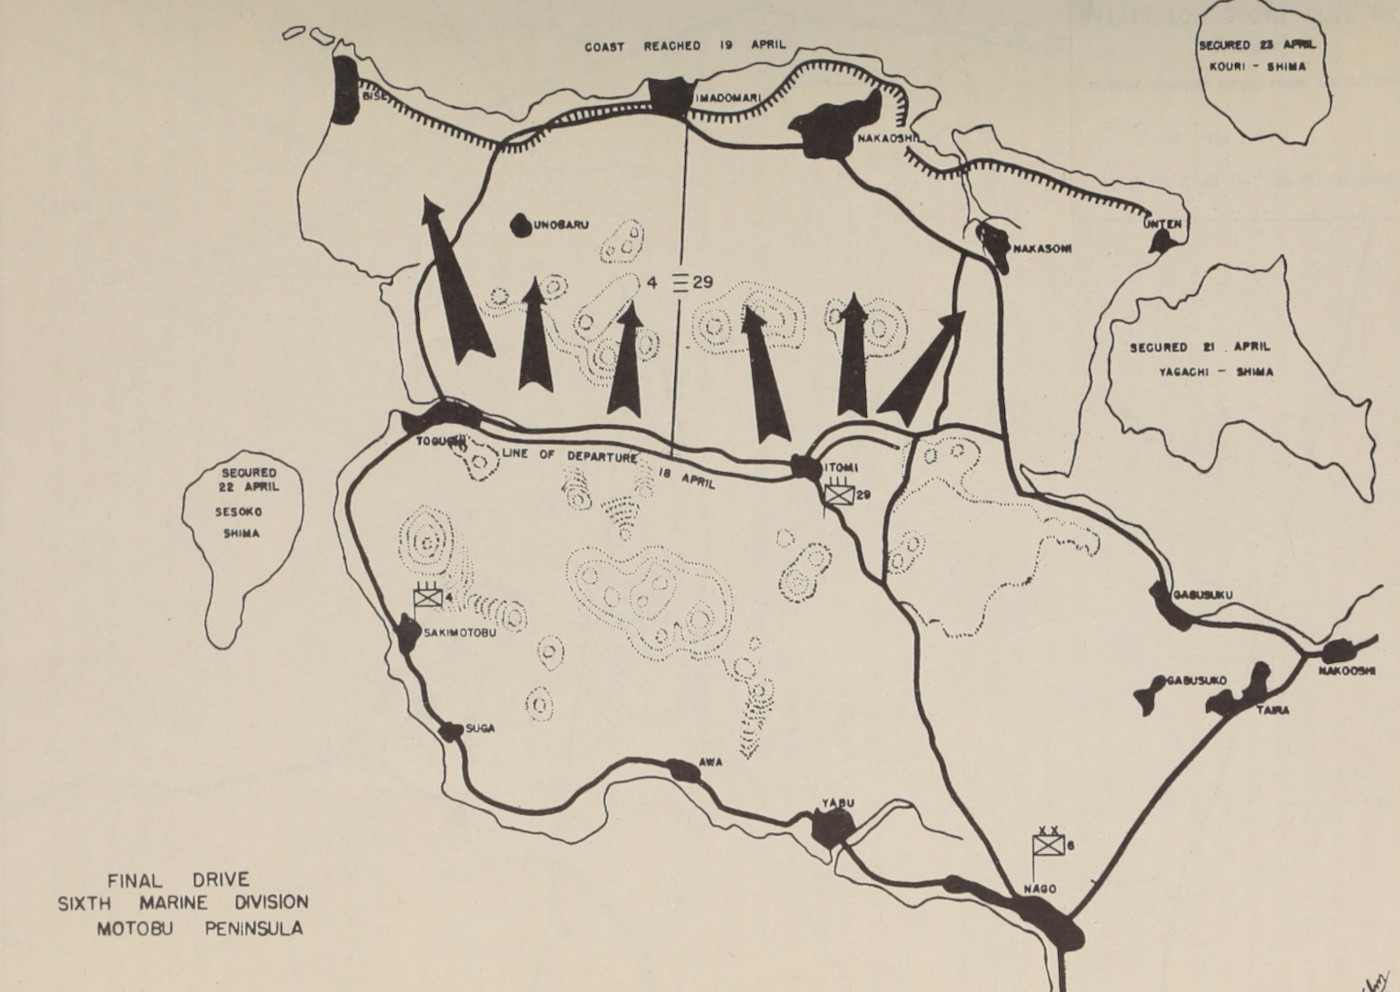 COAST REACHED 19 APRIL
SECURED 23 APRIL
KOURI - SHIMA
BISE
IMADOMARI
NAKAOSHI
UNOBARU
UNTEN
NAKASONI
4 29
SECURED 21 APRIL
YAGACHI - SHIMA
TOGUCHI
LINE OF DEPARTURE 18 APRIL
ITOMI
29
SECURED
22 APRIL
SESOKO
SHIMA
4
SAKIMOTOBU
GABUSUKU
NAKOOSHI
GABUSUKO
TAIRA
SUGA
AWA
YABU
XX
6
NAGO
FINAL DRIVE
SIXTH MARINE DIVISION
MOTOBU PENINSULA